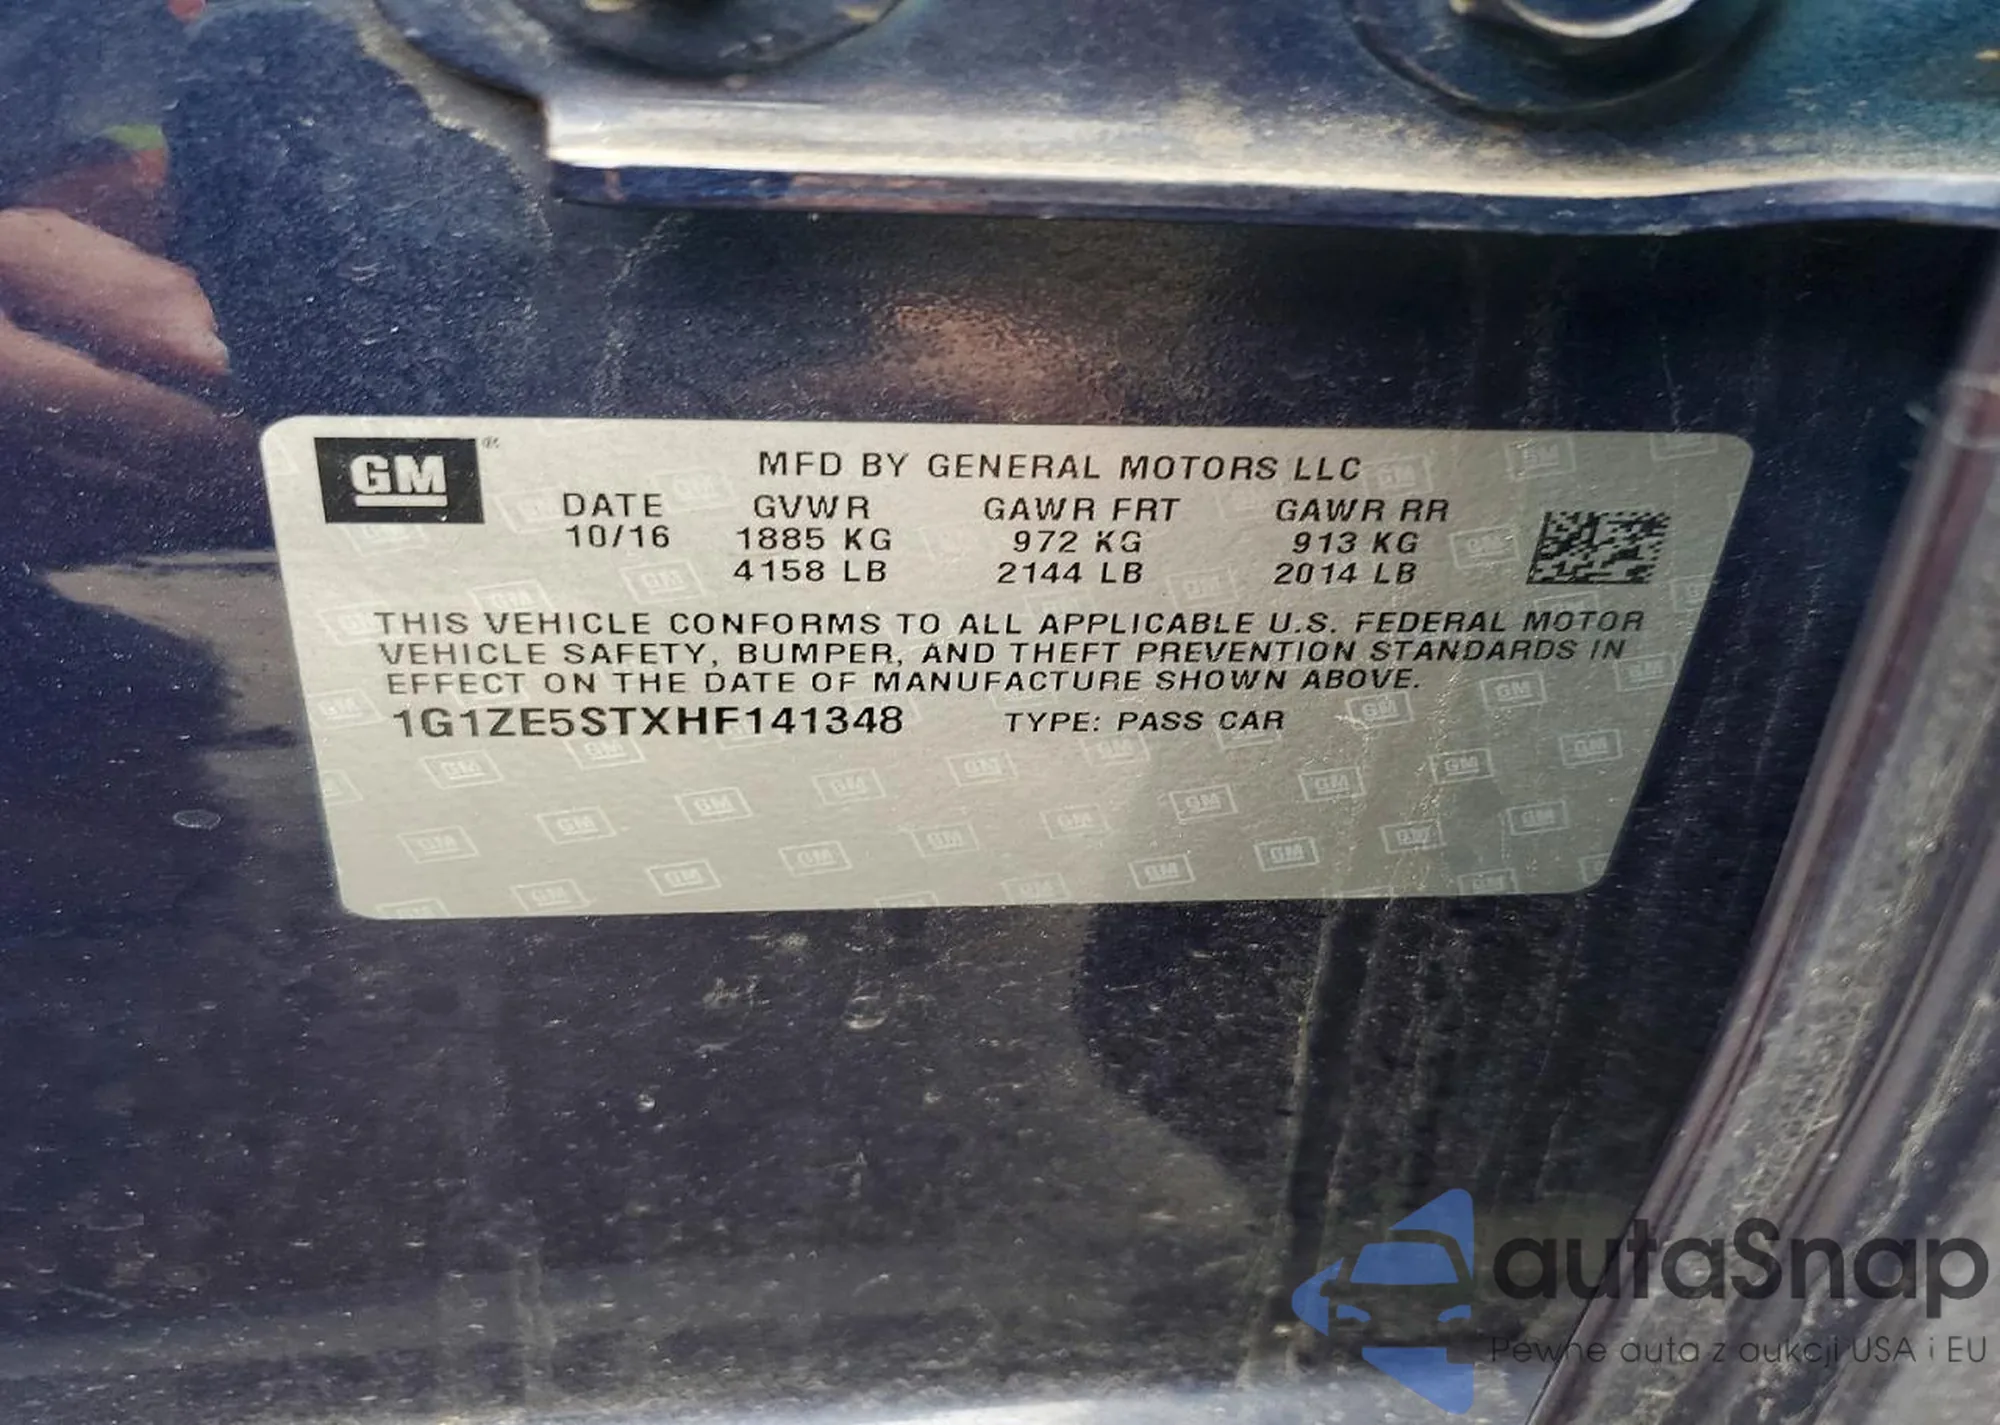 GM®
MFD BY GENERAL MOTORS LLC
DATE GVWR GAWR FRT GAWR RR
10/16 1885 KG 972 KG 913 KG
4158 LB 2144 LB 2014 LB
THIS VEHICLE CONFORMS TO ALL APPLICABLE U.S. FEDERAL MOTOR
VEHICLE SAFETY, BUMPER, AND THEFT PREVENTION STANDARDS IN
EFFECT ON THE DATE OF MANUFACTURE SHOWN ABOVE.
1G1ZE5STXHF141348 TYPE: PASS CAR
autaSnap
Pewne auta z aukcji USA i EU